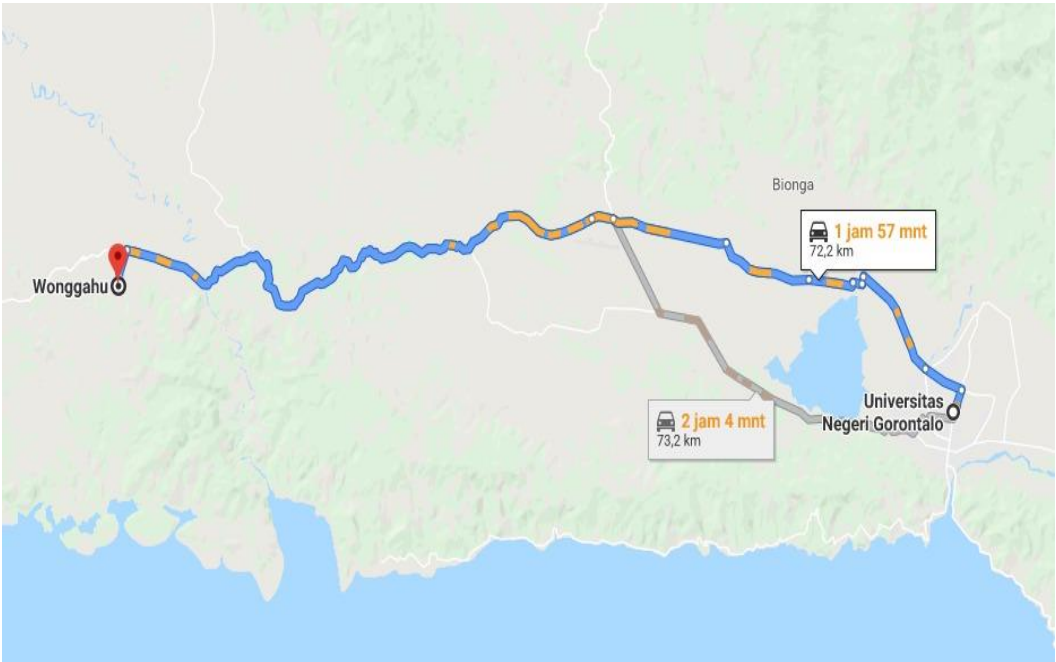 Bionga
1 jam 57 mnt
72,2 km
Wonggahu
Universitas
Negeri Gorontalo
2 jam 4 mnt
73,2 km